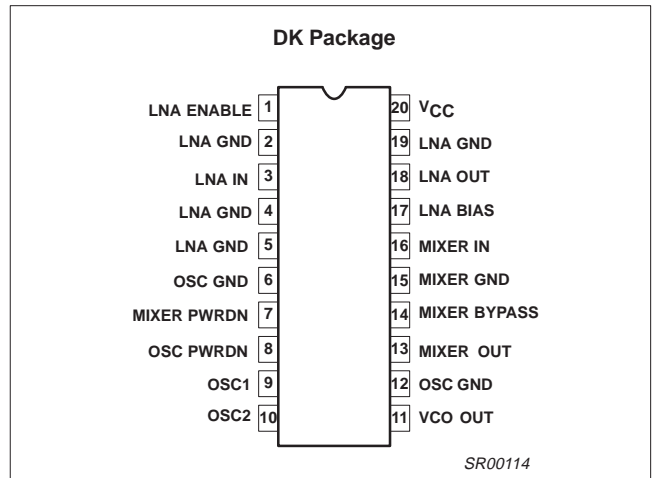 DK Package
LNA ENABLE 1 20 VCC
LNA GND 2 19 LNA GND
LNA IN 3 18 LNA OUT
LNA GND 4 17 LNA BIAS
LNA GND 5 16 MIXER IN
OSC GND 6 15 MIXER GND
MIXER PWRDN 7 14 MIXER BYPASS
OSC PWRDN 8 13 MIXER OUT
OSC1 9 12 OSC GND
OSC2 10 11 VCO OUT
SR00114